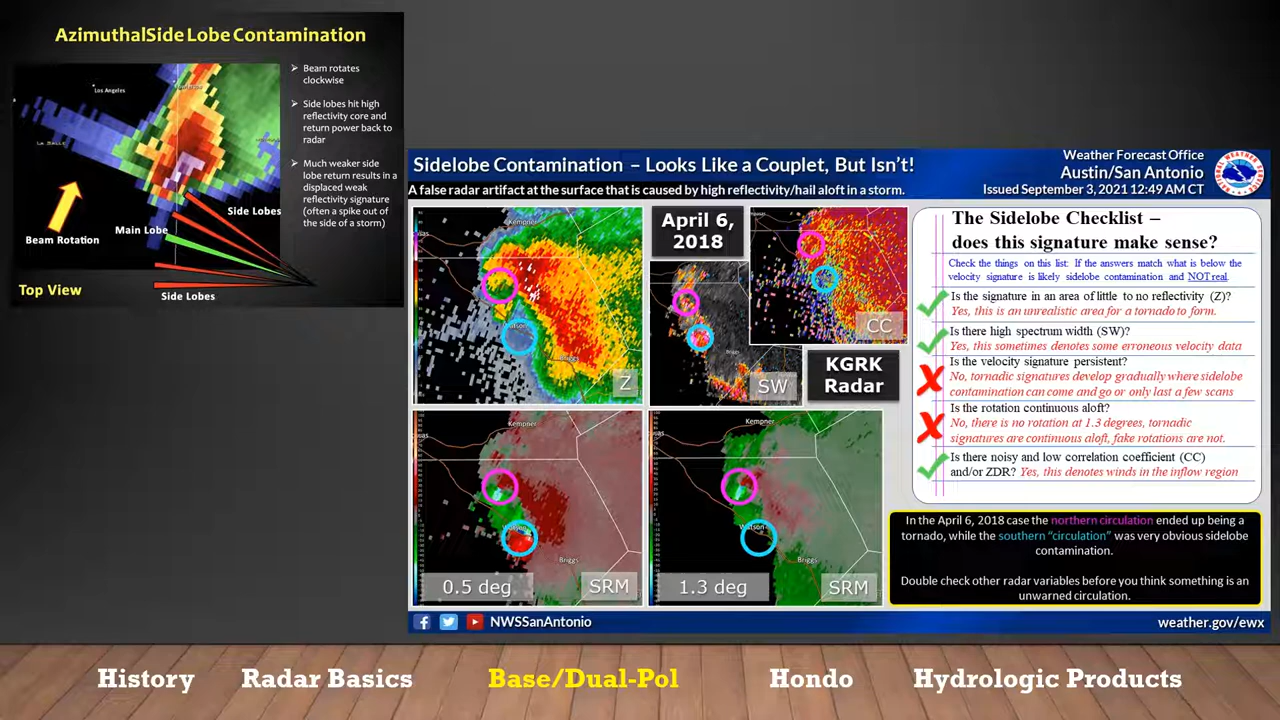 AzimuthalSide Lobe Contamination
Los Angeles
Beam Rotation
Main Lobe
Side Lobes
Side Lobes
Top View
➢ Beam rotates
clockwise
➢ Side lobes hit high
reflectivity core and
return power back to
radar
➢ Much weaker side
lobe return results in a
displaced weak
reflectivity signature
(often a spike out of
the side of a storm)
Sidelobe Contamination – Looks Like a Couplet, But Isn't!
A false radar artifact at the surface that is caused by high reflectivity/hail aloft in a storm.
Weather Forecast Office
Austin/San Antonio
Issued September 3, 2021 12:49 AM CT
Kempner
Briggs
Z
April 6,
2018
SW
CC
KGRK
Radar
Kempner
Briggs
0.5 deg
SRM
Kempner
Briggs
1.3 deg
SRM
The Sidelobe Checklist –
does this signature make sense?
Check the things on this list: If the answers match what is below the
velocity signature is likely sidelobe contamination and NOT real.
Is the signature in an area of little to no reflectivity (Z)?
Yes, this is an unrealistic area for a tornado to form.
Is there high spectrum width (SW)?
Yes, this sometimes denotes some erroneous velocity data
Is the velocity signature persistent?
No, tornadic signatures develop gradually where sidelobe
contamination can come and go or only last a few scans
Is the rotation continuous aloft?
No, there is no rotation at 1.3 degrees, tornadic
signatures are continuous aloft, fake rotations are not.
Is there noisy and low correlation coefficient (CC)
and/or ZDR? Yes, this denotes winds in the inflow region
In the April 6, 2018 case the northern circulation ended up being a
tornado, while the southern "circulation" was very obvious sidelobe
contamination.
Double check other radar variables before you think something is an
unwarned circulation.
NWSSanAntonio
weather.gov/ewx
History Radar Basics Base/Dual-Pol Hondo Hydrologic Products